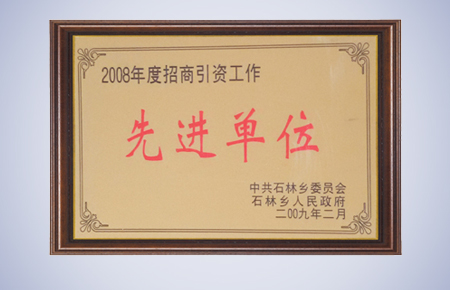 2008年度招商引资工作
先进单位
中共石林乡委员会
石林乡人民政府
二00九年二月